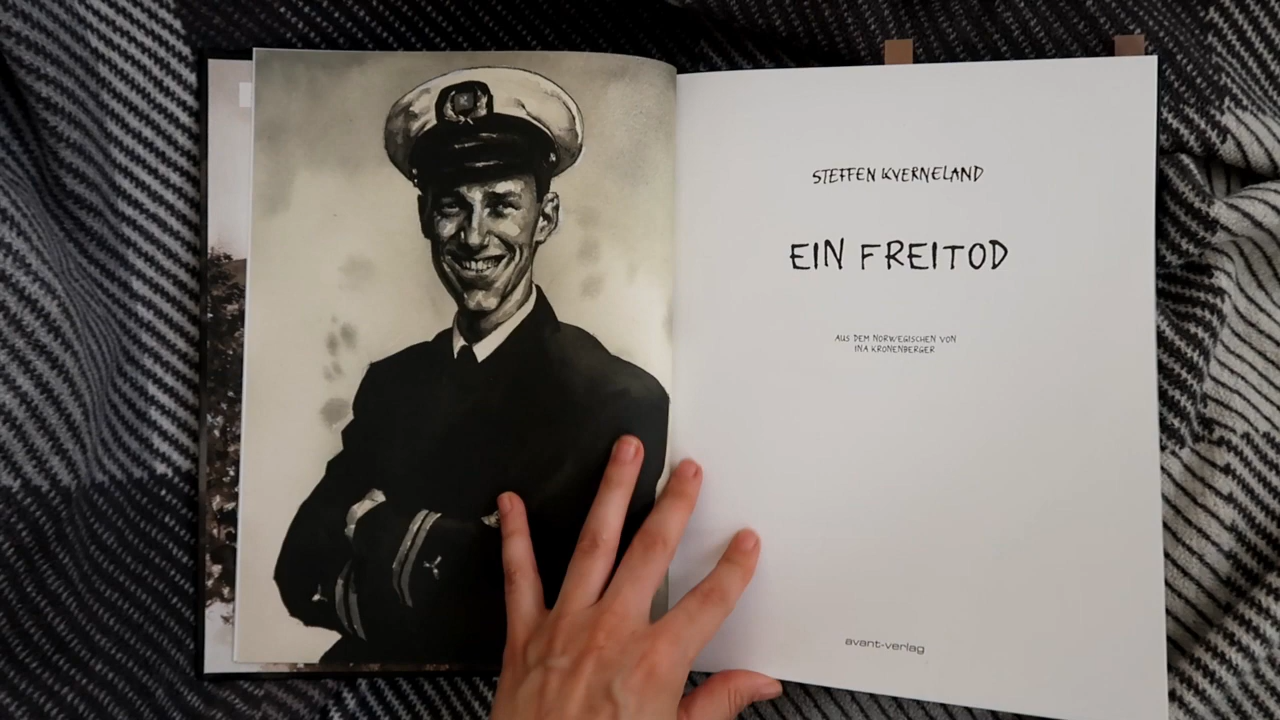 STEFFEN KVERNELAND
EIN FREITOD
AUS DEM NORWEGISCHEN VON
INA KRONENBERGER
avant-verlag